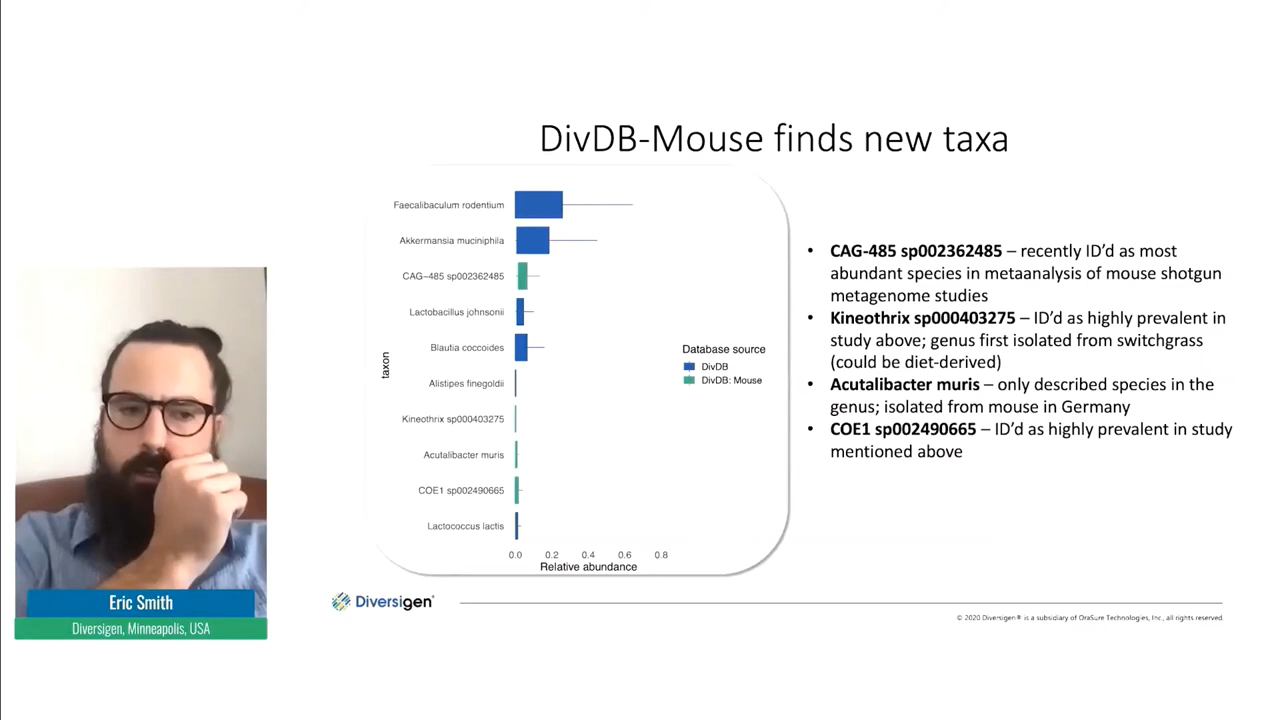 DivDB-Mouse finds new taxa
Faecalibaculum rodentium
Akkermansia muciniphila
CAG–485 sp002362485
Lactobacillus johnsonii
Blautia coccoides
Alistipes finegoldii
Kineothrix sp000403275
Acutalibacter muris
COE1 sp002490665
Lactococcus lactis
taxon
0.0 0.2 0.4 0.6 0.8
Relative abundance
Database source
DivDB
DivDB: Mouse
• CAG-485 sp002362485 – recently ID’d as most
abundant species in metaanalysis of mouse shotgun
metagenome studies
• Kineothrix sp000403275 – ID’d as highly prevalent in
study above; genus first isolated from switchgrass
(could be diet-derived)
• Acutalibacter muris – only described species in the
genus; isolated from mouse in Germany
• COE1 sp002490665 – ID’d as highly prevalent in study
mentioned above
Eric Smith
Diversigen, Minneapolis, USA
Diversigen®
© 2020 Diversigen® is a subsidiary of OraSure Technologies, Inc., all rights reserved.